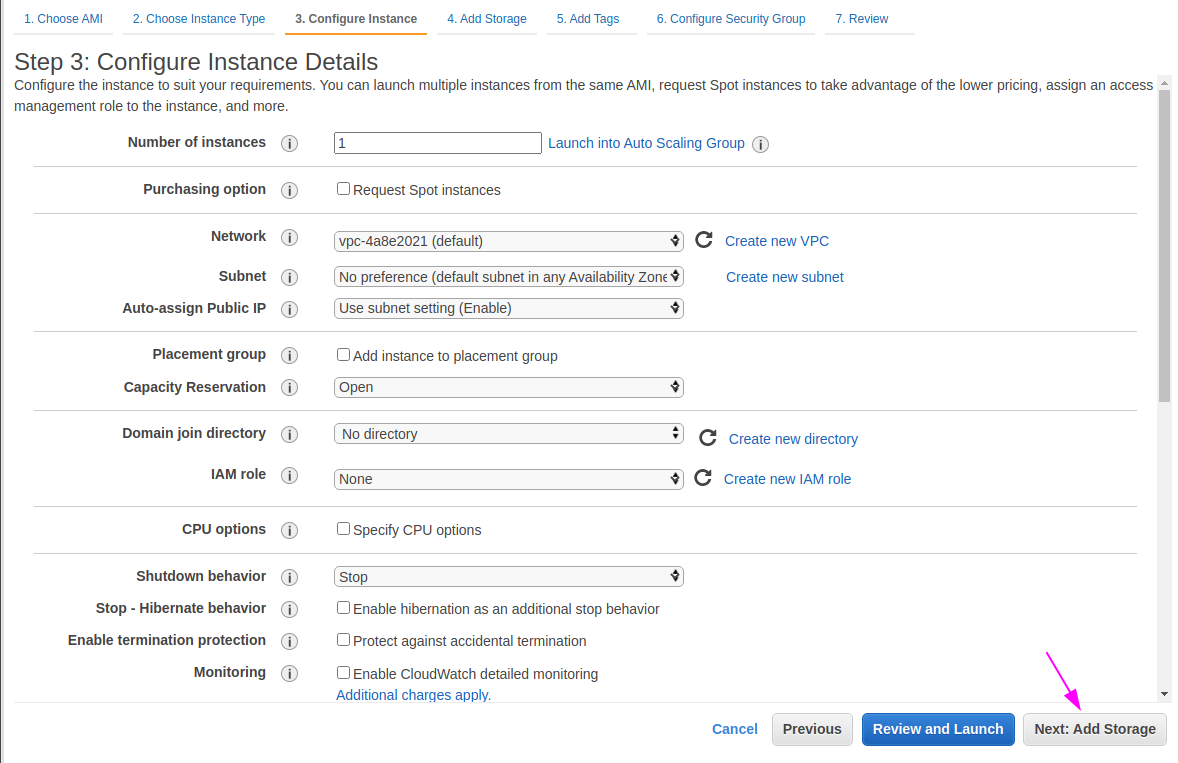 1. Choose AMI 2. Choose Instance Type 3. Configure Instance 4. Add Storage 5. Add Tags 6. Configure Security Group 7. Review
Step 3: Configure Instance Details
Configure the instance to suit your requirements. You can launch multiple instances from the same AMI, request Spot instances to take advantage of the lower pricing, assign an access
management role to the instance, and more.
Number of instances i 1 Launch into Auto Scaling Group i
Purchasing option i Request Spot instances
Network i vpc-4a8e2021 (default) Create new VPC
Subnet i No preference (default subnet in any Availability Zone Create new subnet
Auto-assign Public IP i Use subnet setting (Enable)
Placement group i Add instance to placement group
Capacity Reservation i Open
Domain join directory i No directory Create new directory
IAM role i None Create new IAM role
CPU options i Specify CPU options
Shutdown behavior i Stop
Stop - Hibernate behavior i Enable hibernation as an additional stop behavior
Enable termination protection i Protect against accidental termination
Monitoring i Enable CloudWatch detailed monitoring
Additional charges apply.
Cancel Previous Review and Launch Next: Add Storage